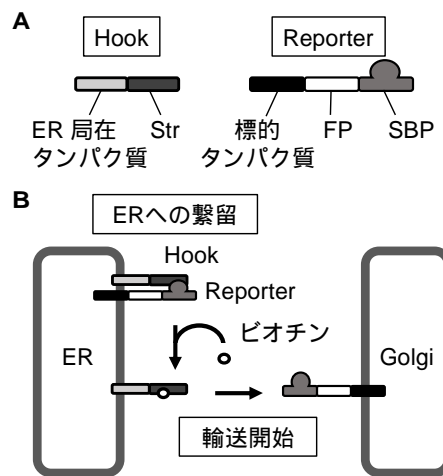 A
Hook
Reporter
ER 局在
タンパク質
Str
標的
タンパク質
FP
SBP
B
ERへの繋留
Hook
Reporter
ビオチン
ER
Golgi
輸送開始